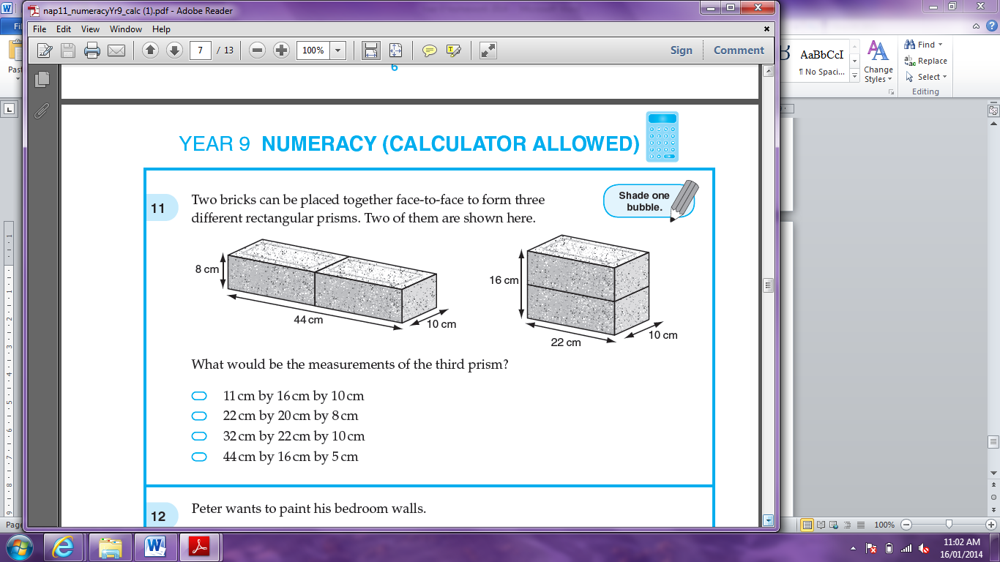 nap11_numeracyYr9_calc (1).pdf - Adobe Reader
File Edit View Window Help
7 / 13 100% Sign Comment
AaBbCcI
¶ No Spaci...
Change Styles
Find
Replace
Select
Editing
6
YEAR 9 NUMERACY (CALCULATOR ALLOWED)
11
Two bricks can be placed together face-to-face to form three
different rectangular prisms. Two of them are shown here.
Shade one
bubble.
8 cm
44 cm
10 cm
16 cm
22 cm
10 cm
What would be the measurements of the third prism?
11 cm by 16 cm by 10 cm
22 cm by 20 cm by 8 cm
32 cm by 22 cm by 10 cm
44 cm by 16 cm by 5 cm
12
Peter wants to paint his bedroom walls.
100%
11:02 AM
16/01/2014